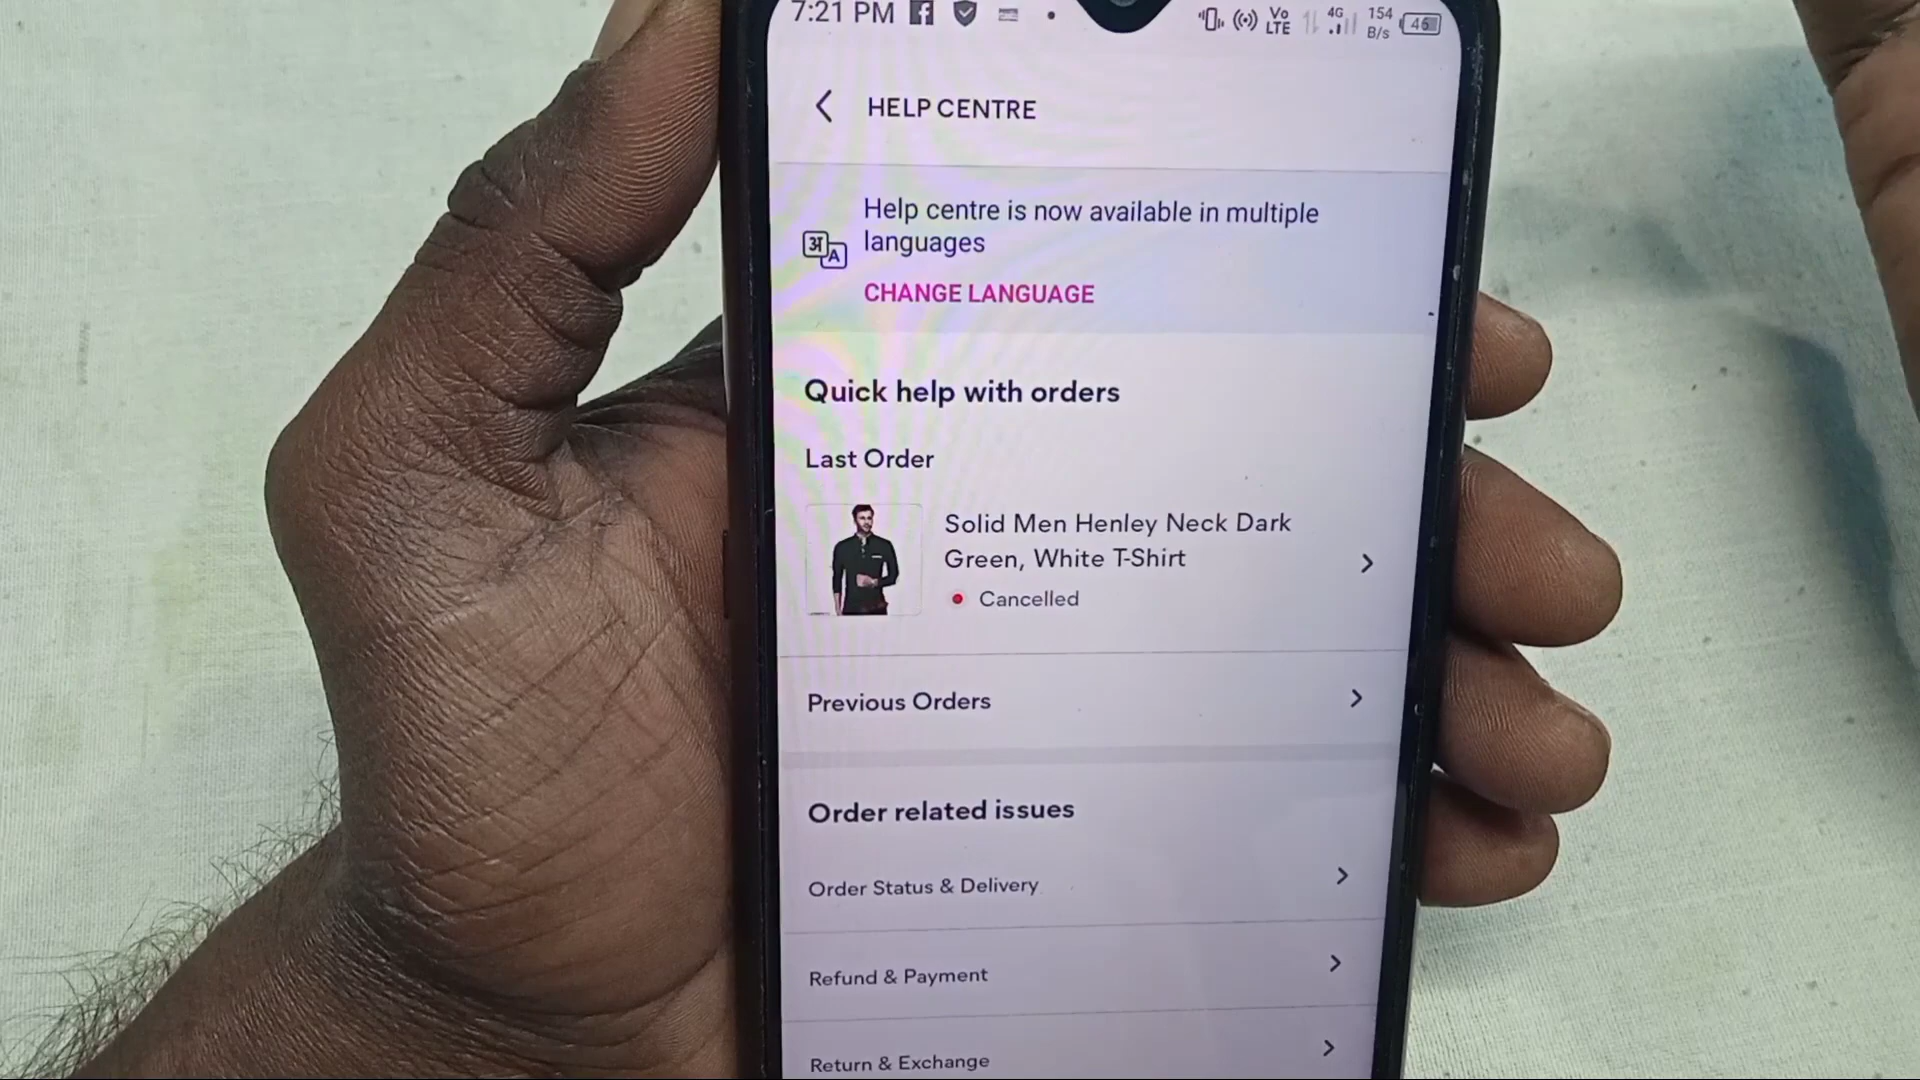 7:21 PM
Vo LTE
4G
154 B/s
46
HELP CENTRE
Help centre is now available in multiple
languages
अ A
CHANGE LANGUAGE
Quick help with orders
Last Order
Solid Men Henley Neck Dark
Green, White T-Shirt
Cancelled
Previous Orders
Order related issues
Order Status & Delivery
Refund & Payment
Return & Exchange